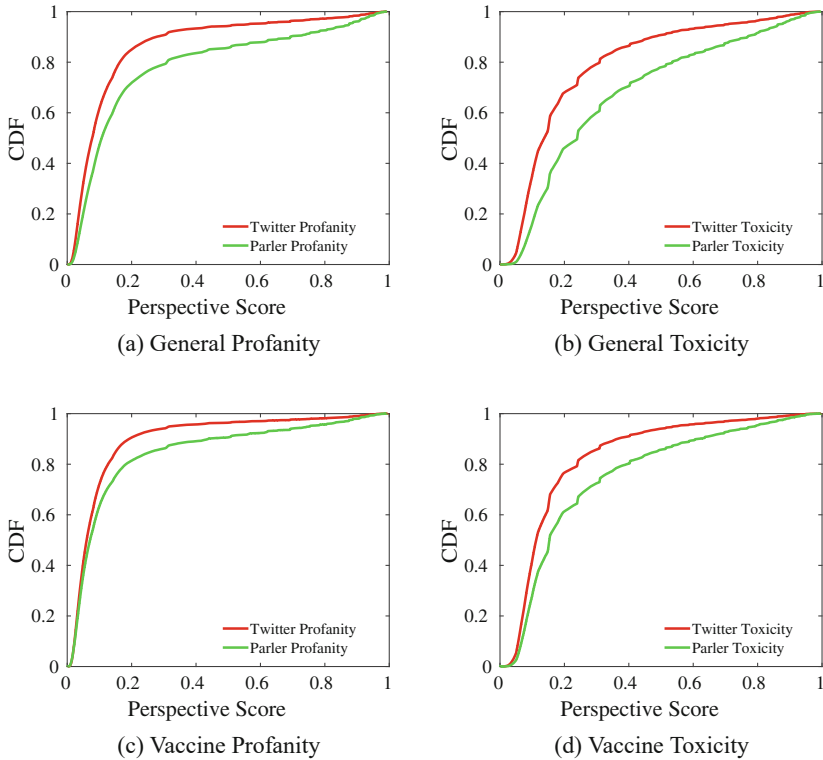 1
0.8
0.6
0.4
0.2
0
CDF
Twitter Profanity
Parler Profanity
0 0.2 0.4 0.6 0.8 1
Perspective Score
(a) General Profanity
1
0.8
0.6
0.4
0.2
0
CDF
Twitter Toxicity
Parler Toxicity
0 0.2 0.4 0.6 0.8 1
Perspective Score
(b) General Toxicity
1
0.8
0.6
0.4
0.2
0
CDF
Twitter Profanity
Parler Profanity
0 0.2 0.4 0.6 0.8 1
Perspective Score
(c) Vaccine Profanity
1
0.8
0.6
0.4
0.2
0
CDF
Twitter Toxicity
Parler Toxicity
0 0.2 0.4 0.6 0.8 1
Perspective Score
(d) Vaccine Toxicity